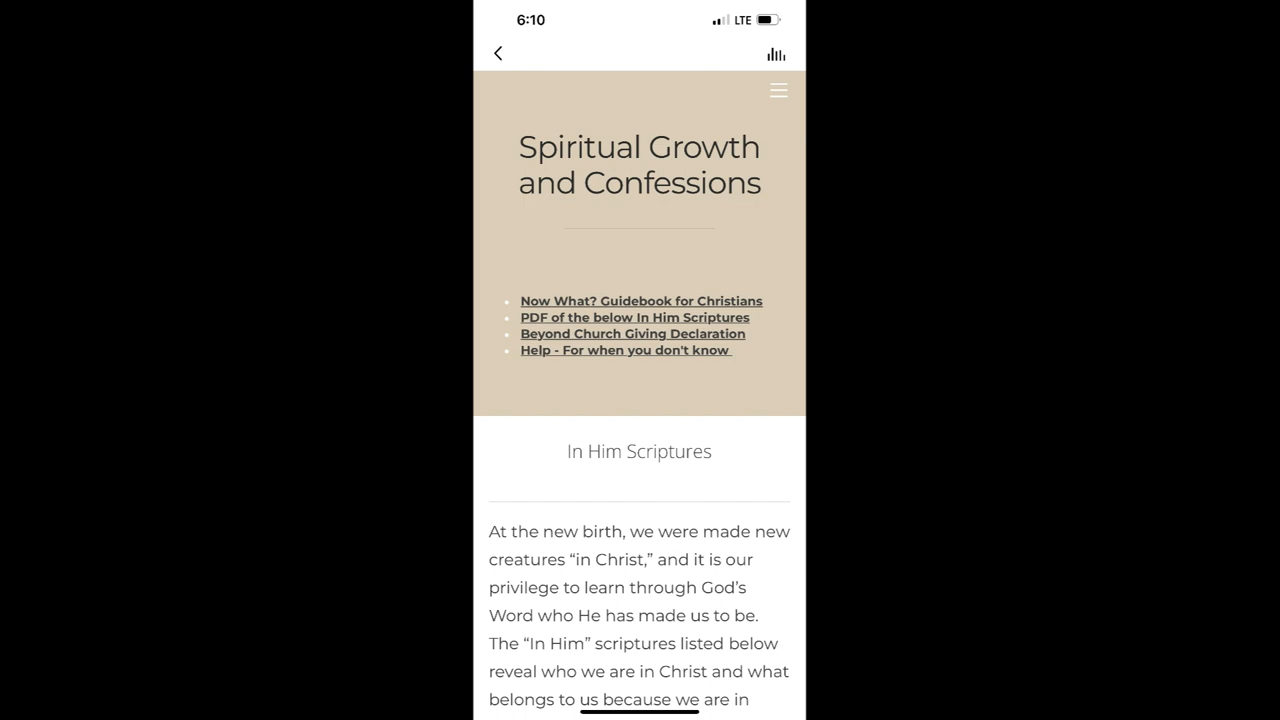 6:10
LTE
Spiritual Growth
and Confessions
Now What? Guidebook for Christians
PDF of the below In Him Scriptures
Beyond Church Giving Declaration
Help - For when you don't know
In Him Scriptures
At the new birth, we were made new
creatures “in Christ,” and it is our
privilege to learn through God’s
Word who He has made us to be.
The “In Him” scriptures listed below
reveal who we are in Christ and what
belongs to us because we are in